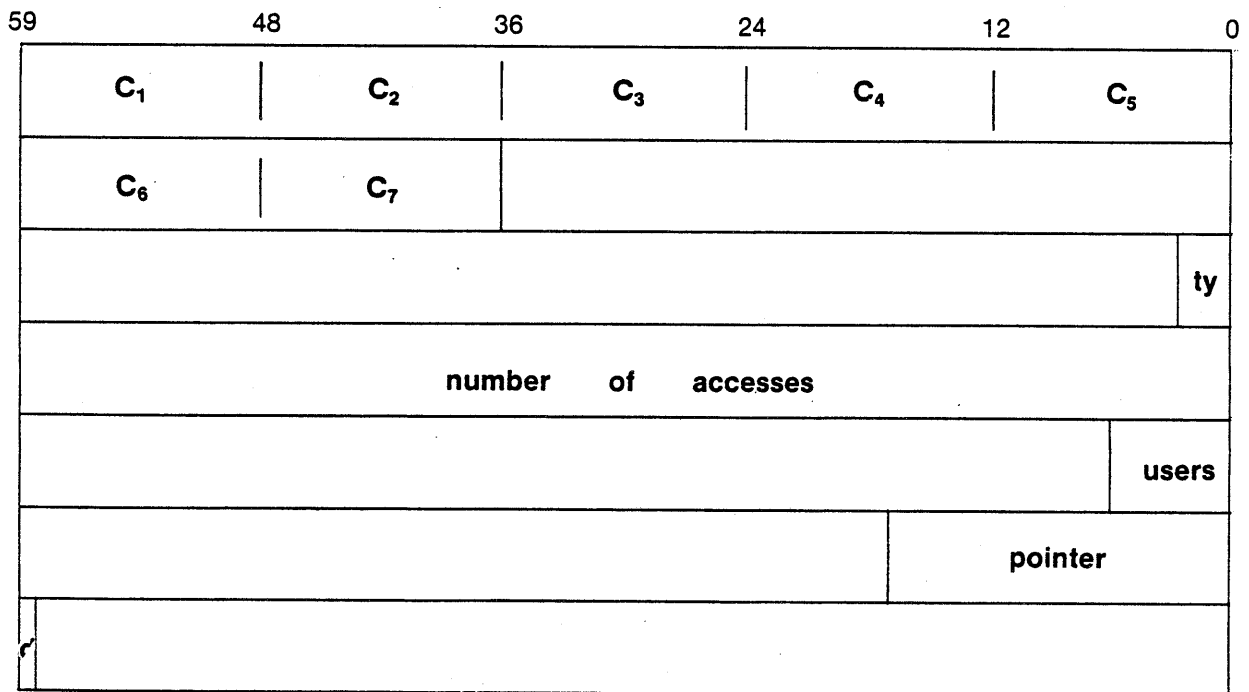 59 48 36 24 12 0
C₁ C₂ C₃ C₄ C₅
C₆ C₇
ty
number of accesses
users
pointer